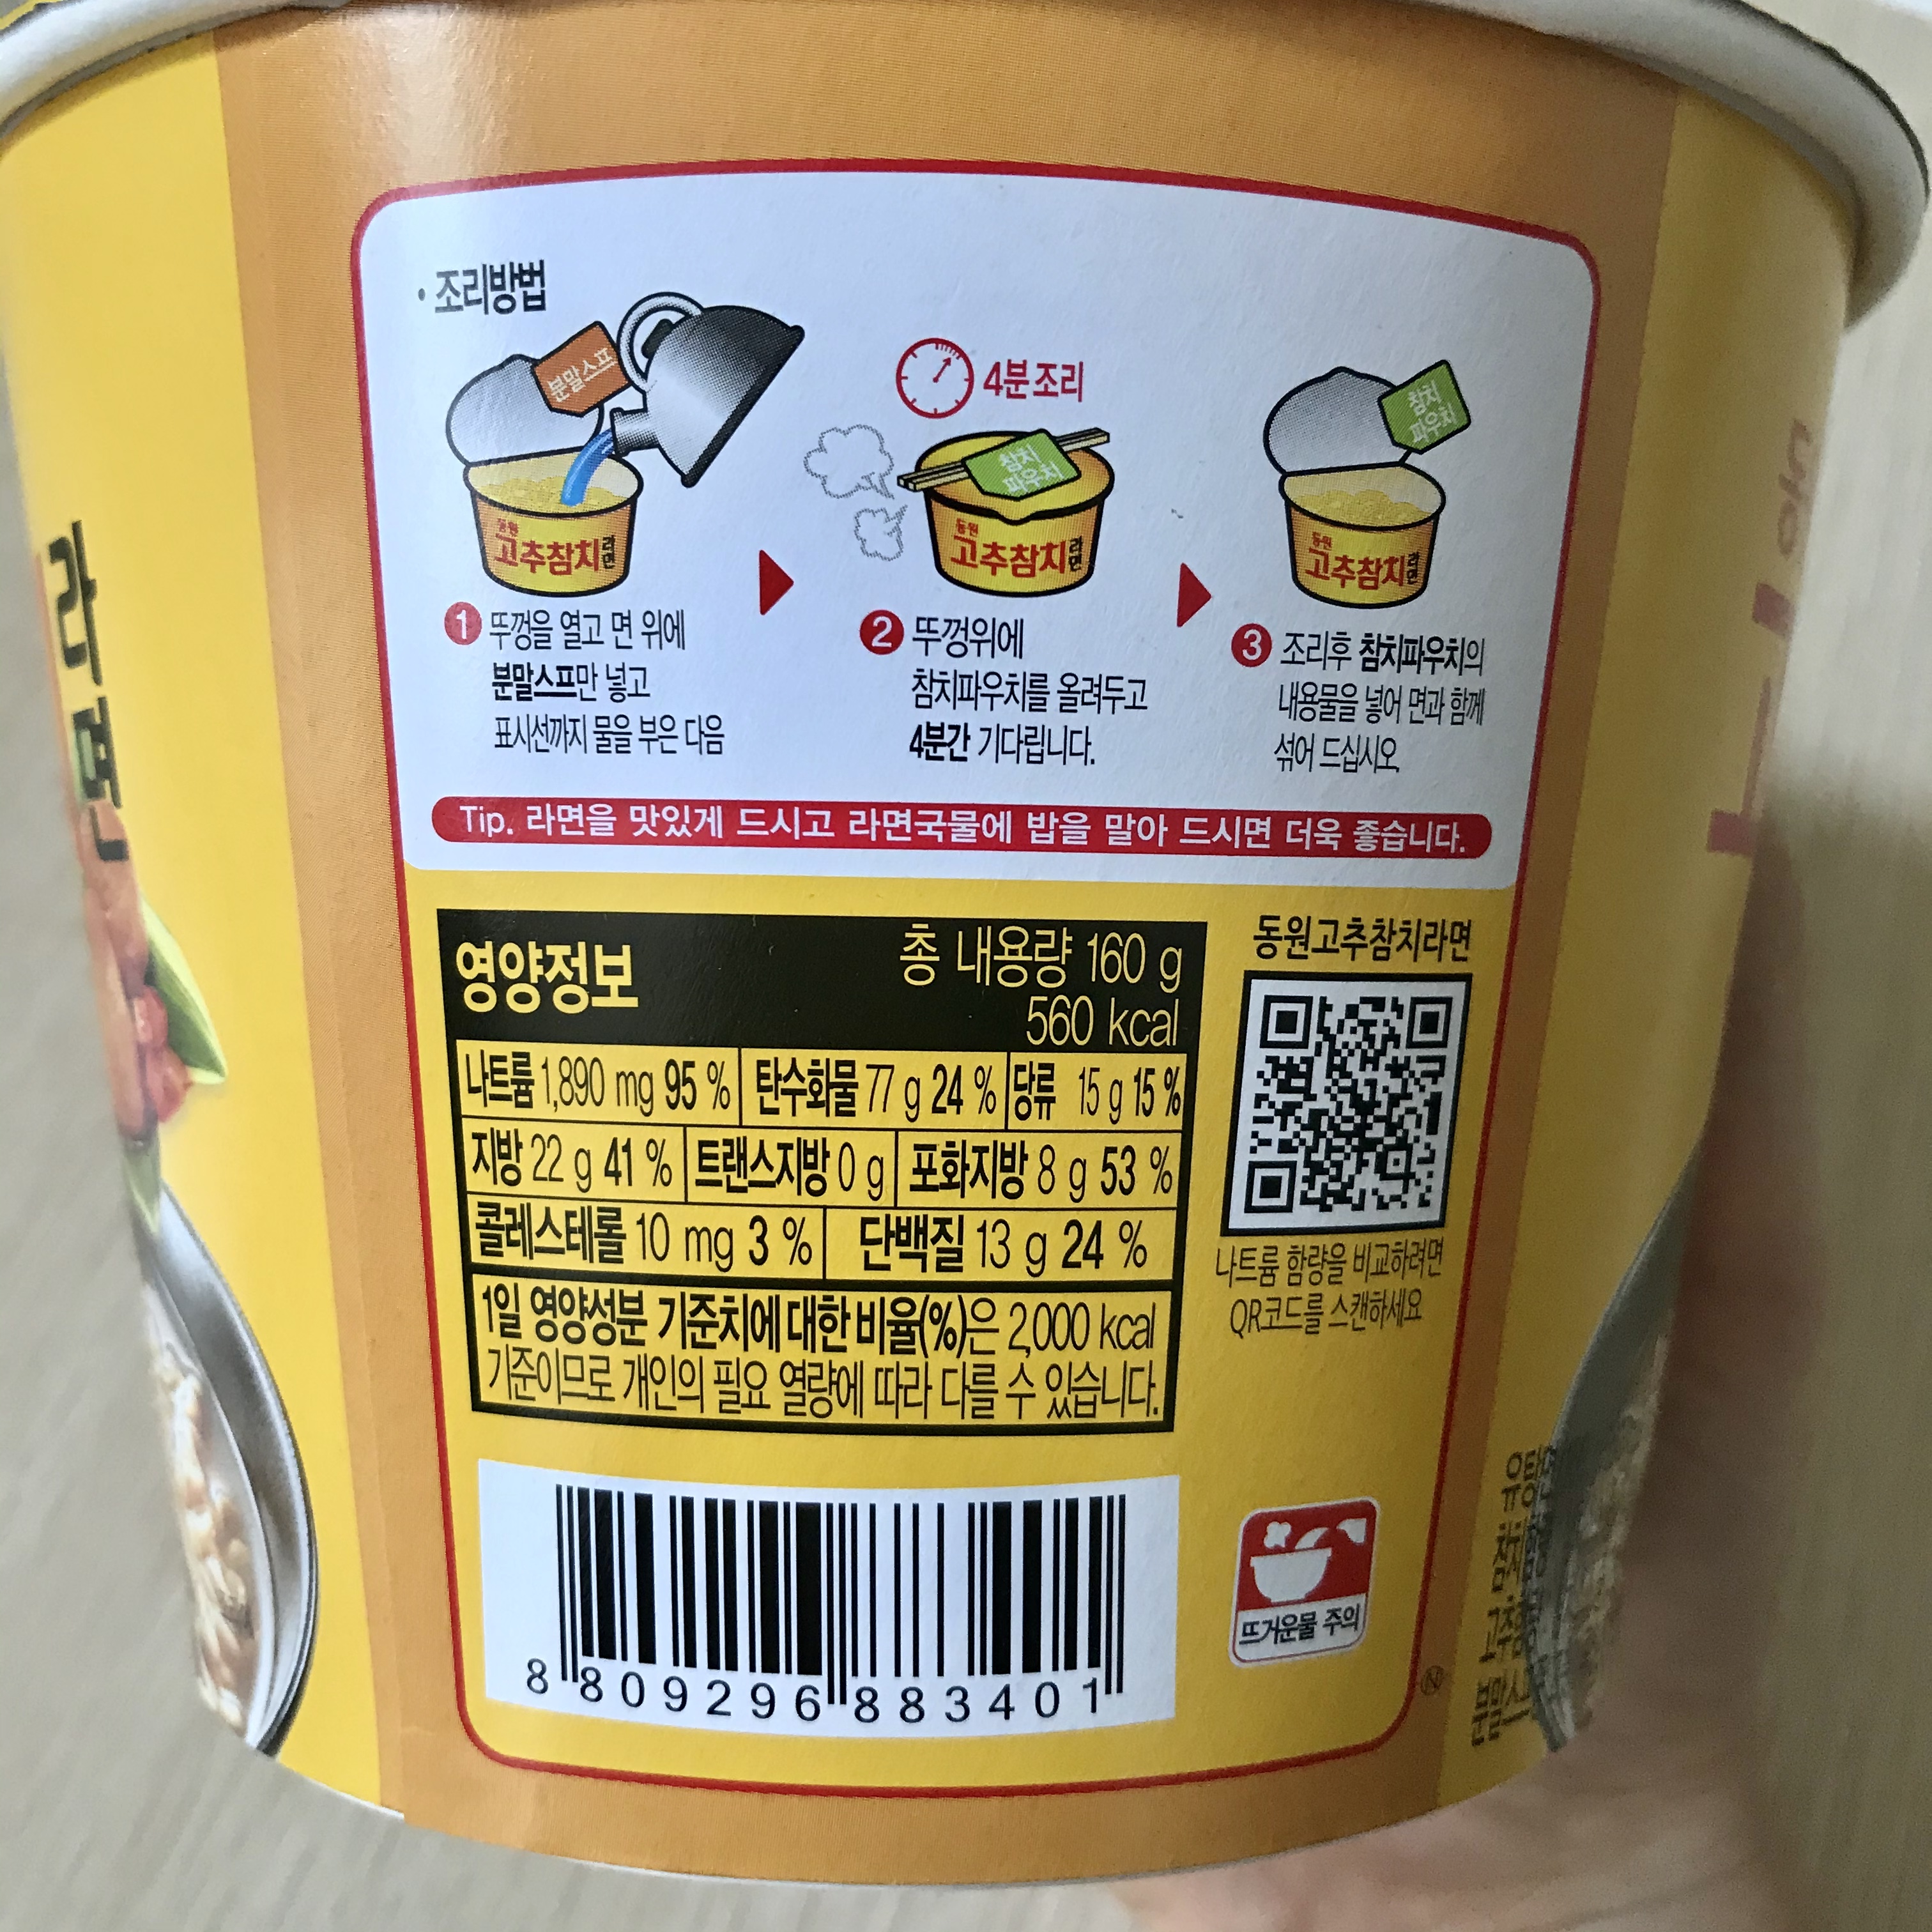 · 조리방법
분말스프
동원
고추참치라면
❶ 뚜껑을 열고 면 위에
분말스프만 넣고
표시선까지 물을 부은 다음
4분조리
참치
파우치
동원
고추참치라면
❷ 뚜껑위에
참치파우치를 올려두고
4분간 기다립니다.
참치
파우치
동원
고추참치라면
❸ 조리후 참치파우치의
내용물을 넣어 면과 함께
섞어 드십시오
Tip. 라면을 맛있게 드시고 라면국물에 밥을 말아 드시면 더욱 좋습니다.
라면
영양정보
총 내용량 160 g
560 kcal
나트륨 1,890 mg 95 % 탄수화물 77 g 24 % 당류 15 g 15 %
지방 22 g 41 % 트랜스지방 0 g 포화지방 8 g 53 %
콜레스테롤 10 mg 3 % 단백질 13 g 24 %
1일 영양성분 기준치에 대한 비율(%)은 2,000 kcal
기준이므로 개인의 필요 열량에 따라 다를 수 있습니다.
동원고추참치라면
나트륨 함량을 비교하려면
QR코드를 스캔하세요
8 809296 883401
뜨거운물 주의